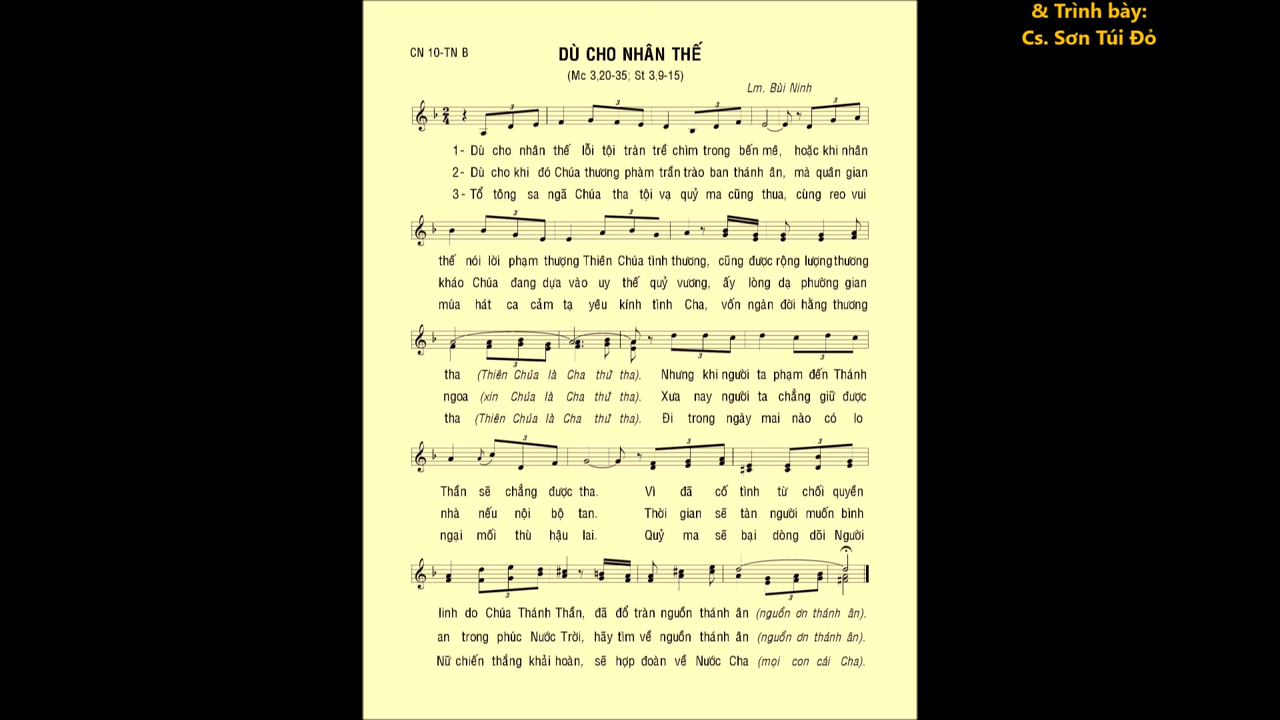 & Trình bày:
Cs. Sơn Túi Đỏ
CN 10-TN B
DÙ CHO NHÂN THẾ
(Mc 3,20-35; St 3,9-15)
Lm. Bùi Ninh
1- Dù cho nhân thế lỗi tội tràn trề chìm trong bến mê, hoặc khi nhân
2- Dù cho khi đó Chúa thương phàm trần trào ban thánh ân, mà quân gian
3- Tổ tông sa ngã Chúa tha tội vạ quỷ ma cũng thua, cùng reo vui
thế nói lời phạm thượng Thiên Chúa tình thương, cũng được rộng lượng thương
kháo Chúa đang dựa vào uy thế quỷ vương, ấy lòng dạ phường gian
múa hát ca cảm tạ yêu kính tình Cha, vốn ngàn đời hằng thương
tha (Thiên Chúa là Cha thứ tha). Nhưng khi người ta phạm đến Thánh
ngoa (xin Chúa là Cha thứ tha). Xưa nay người ta chẳng giữ được
tha (Thiên Chúa là Cha thứ tha). Đi trong ngày mai nào có lo
Thần sẽ chẳng được tha. Vì đã cố tình từ chối quyền
nhà nếu nội bộ tan. Thời gian sẽ tàn người muốn bình
ngại mối thù hậu lai. Quỷ ma sẽ bại dòng dõi Người
linh do Chúa Thánh Thần, đã đổ tràn nguồn thánh ân (nguồn ơn thánh ân).
an trong phúc Nước Trời, hãy tìm về nguồn thánh ân (nguồn ơn thánh ân).
Nữ chiến thắng khải hoàn, sẽ hợp đoàn về Nước Cha (mọi con cái Cha).